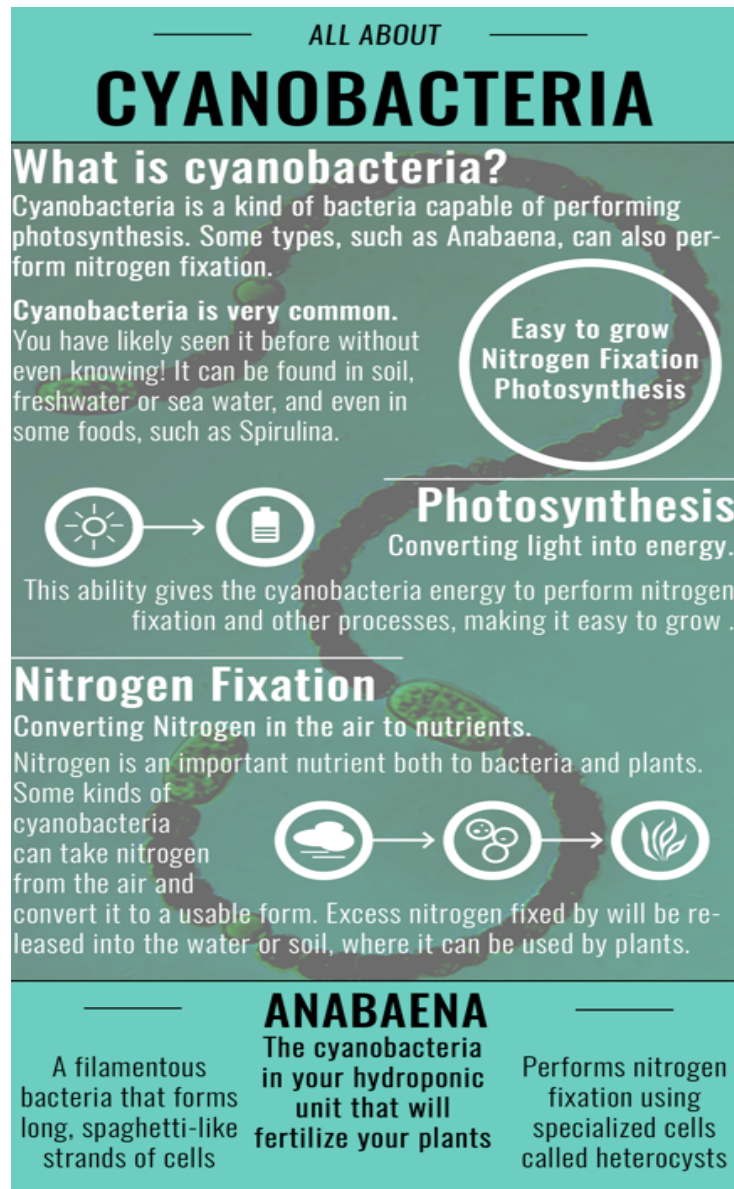 ALL ABOUT
CYANOBACTERIA
What is cyanobacteria?
Cyanobacteria is a kind of bacteria capable of performing
photosynthesis. Some types, such as Anabaena, can also per-
form nitrogen fixation.
Cyanobacteria is very common.
You have likely seen it before without
even knowing! It can be found in soil,
freshwater or sea water, and even in
some foods, such as Spirulina.
Easy to grow
Nitrogen Fixation
Photosynthesis
Photosynthesis
Converting light into energy.
This ability gives the cyanobacteria energy to perform nitrogen
fixation and other processes, making it easy to grow .
Nitrogen Fixation
Converting Nitrogen in the air to nutrients.
Nitrogen is an important nutrient both to bacteria and plants.
Some kinds of
cyanobacteria
can take nitrogen
from the air and
convert it to a usable form. Excess nitrogen fixed by will be re-
leased into the water or soil, where it can be used by plants.
ANABAENA
The cyanobacteria
in your hydroponic
unit that will
fertilize your plants
A filamentous
bacteria that forms
long, spaghetti-like
strands of cells
Performs nitrogen
fixation using
specialized cells
called heterocysts